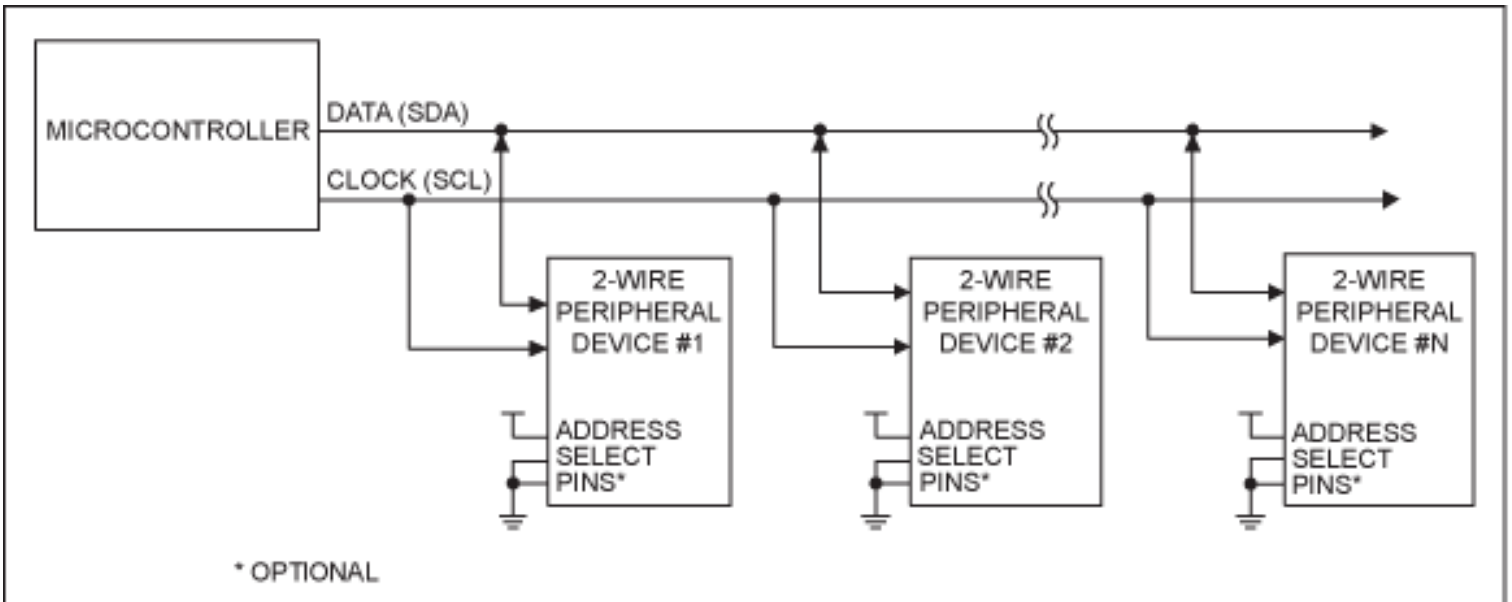 MICROCONTROLLER
DATA (SDA)
CLOCK (SCL)
2-WIRE
PERIPHERAL
DEVICE #1
ADDRESS
SELECT
PINS*
2-WIRE
PERIPHERAL
DEVICE #2
ADDRESS
SELECT
PINS*
2-WIRE
PERIPHERAL
DEVICE #N
ADDRESS
SELECT
PINS*
* OPTIONAL